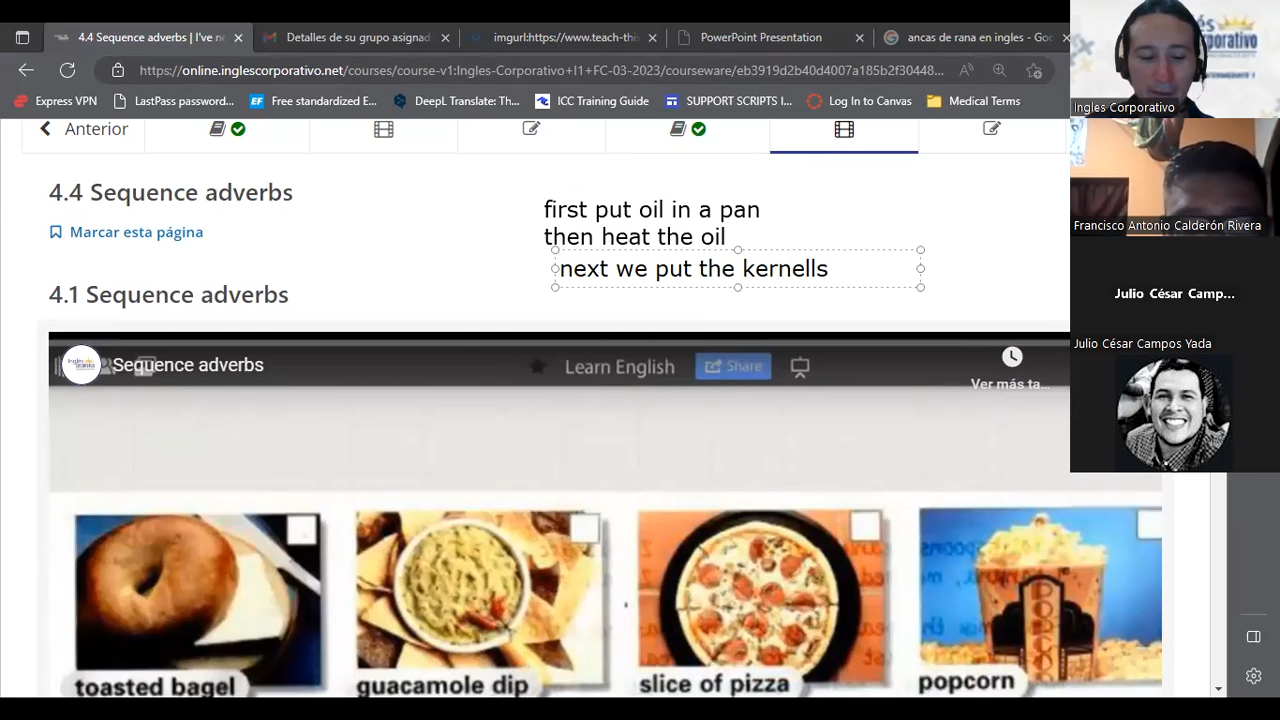 4.4 Sequence adverbs | I've ne
Detalles de su grupo asignad
imgurl:https://www.teach-this
PowerPoint Presentation
ancas de rana en ingles - Goo
https://online.inglescorporativo.net/courses/course-v1:Ingles-Corporativo+I1+FC-03-2023/courseware/eb3919d2b40d4007a185b2f30448...
Express VPN
LastPass password...
EF
Free standardized E...
DeepL Translate: Th...
ICC Training Guide
SUPPORT SCRIPTS I...
Log In to Canvas
Medical Terms
Ingles Corporativo
Anterior
4.4 Sequence adverbs
Marcar esta página
first put oil in a pan
then heat the oil
next we put the kernells
Francisco Antonio Calderón Rivera
Julio César Camp...
Julio César Campos Yada
4.1 Sequence adverbs
Sequence adverbs
Learn English
Share
Ver más ta...
toasted bagel
guacamole dip
slice of pizza
popcorn